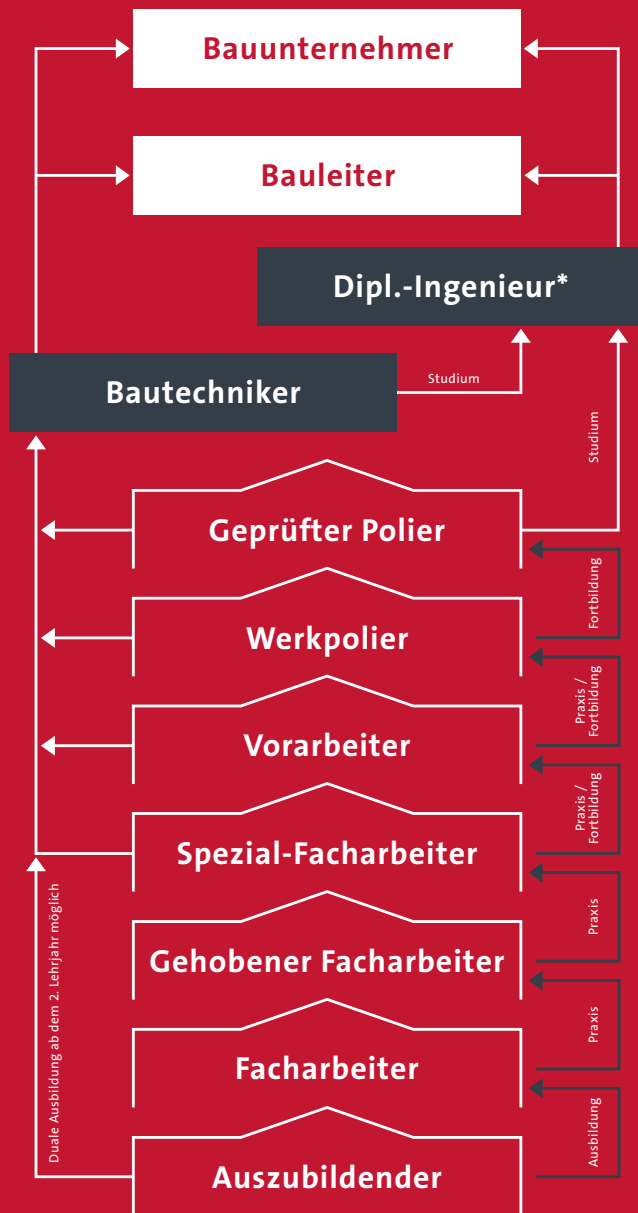 Bauunternehmer
Bauleiter
Dipl.-Ingenieur*
Bautechniker
Studium
Studium
Geprüfter Polier
Fortbildung
Werkpolier
Praxis /
Fortbildung
Vorarbeiter
Praxis /
Fortbildung
Spezial-Facharbeiter
Praxis
Gehobener Facharbeiter
Praxis
Facharbeiter
Ausbildung
Auszubildender
Duale Ausbildung ab dem 2. Lehrjahr möglich